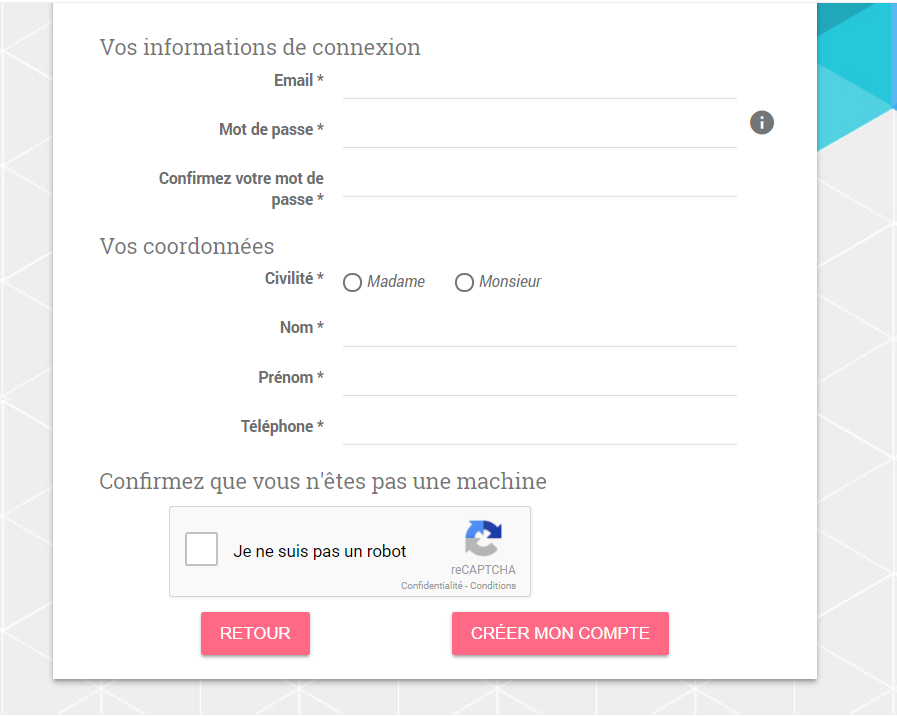 Vos informations de connexion
Email *
Mot de passe *
Confirmez votre mot de
passe *
Vos coordonnées
Civilité *
Madame
Monsieur
Nom *
Prénom *
Téléphone *
Confirmez que vous n'êtes pas une machine
Je ne suis pas un robot
reCAPTCHA
Confidentialité - Conditions
RETOUR
CRÉER MON COMPTE